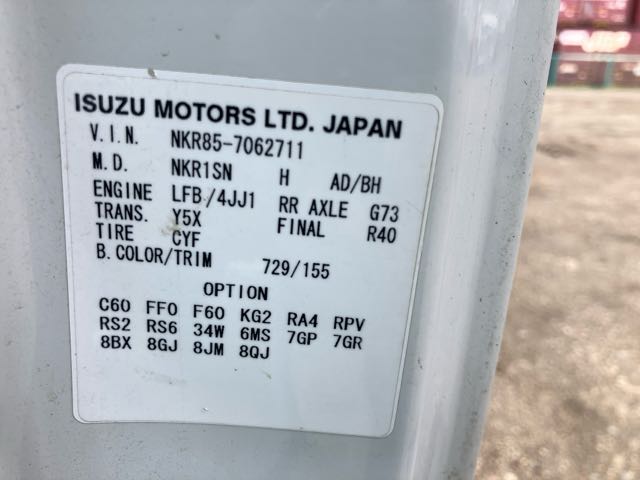 ISUZU MOTORS LTD. JAPAN
V.I.N. NKR85-7062711
M.D. NKR1SN H AD/BH
ENGINE LFB/4JJ1 RR AXLE G73
TRANS. Y5X FINAL R40
TIRE CYF
B.COLOR/TRIM 729/155
OPTION
C60 FF0 F60 KG2 RA4 RPV
RS2 RS6 34W 6MS 7GP 7GR
8BX 8GJ 8JM 8QJ